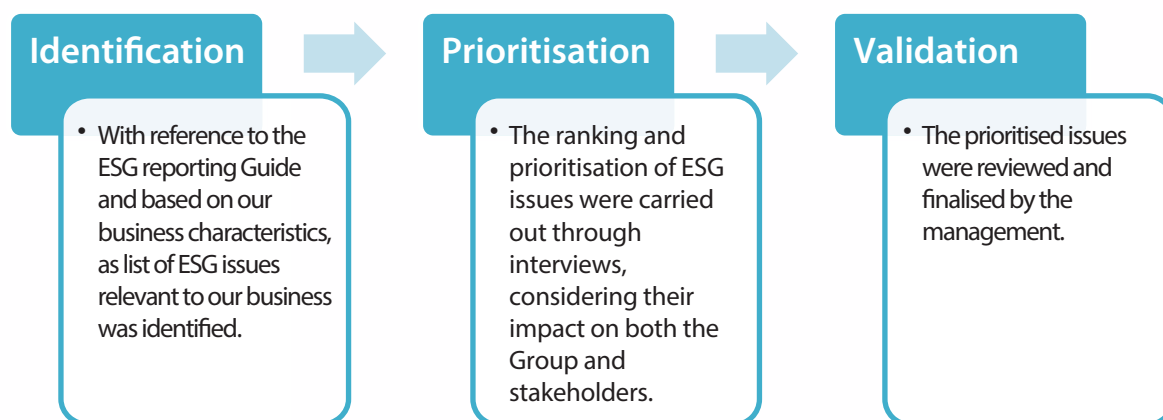 Identification
• With reference to the
ESG reporting Guide
and based on our
business characteristics,
as list of ESG issues
relevant to our business
was identified.
Prioritisation
• The ranking and
prioritisation of ESG
issues were carried
out through
interviews,
considering their
impact on both the
Group and
stakeholders.
Validation
• The prioritised issues
were reviewed and
finalised by the
management.